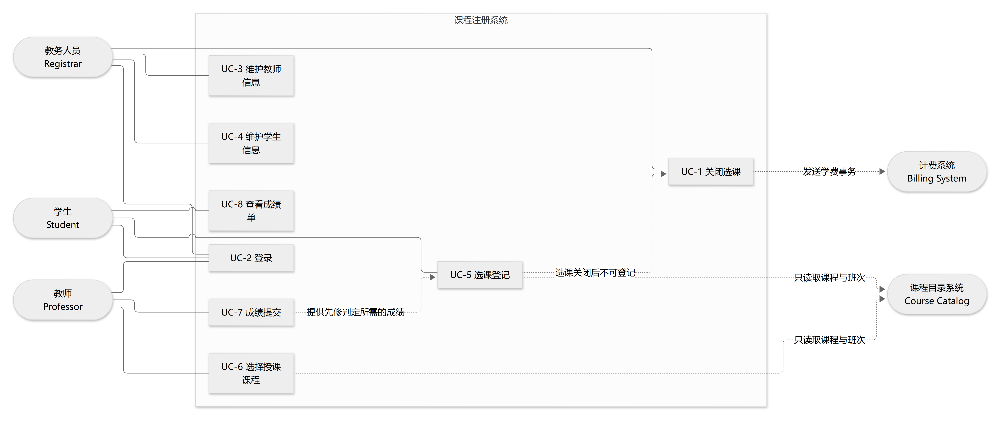 课程注册系统
教务人员
Registrar
UC-3 维护教师
信息
UC-4 维护学生
信息
UC-1 关闭选课
发送学费事务
计费系统
Billing System
UC-8 查看成绩
单
学生
Student
UC-2 登录
UC-5 选课登记
选课关闭后不可登记
只读取课程与班次
课程目录系统
Course Catalog
教师
Professor
UC-7 成绩提交
提供先修判定所需的成绩
只读取课程与班次
UC-6 选择授课
课程